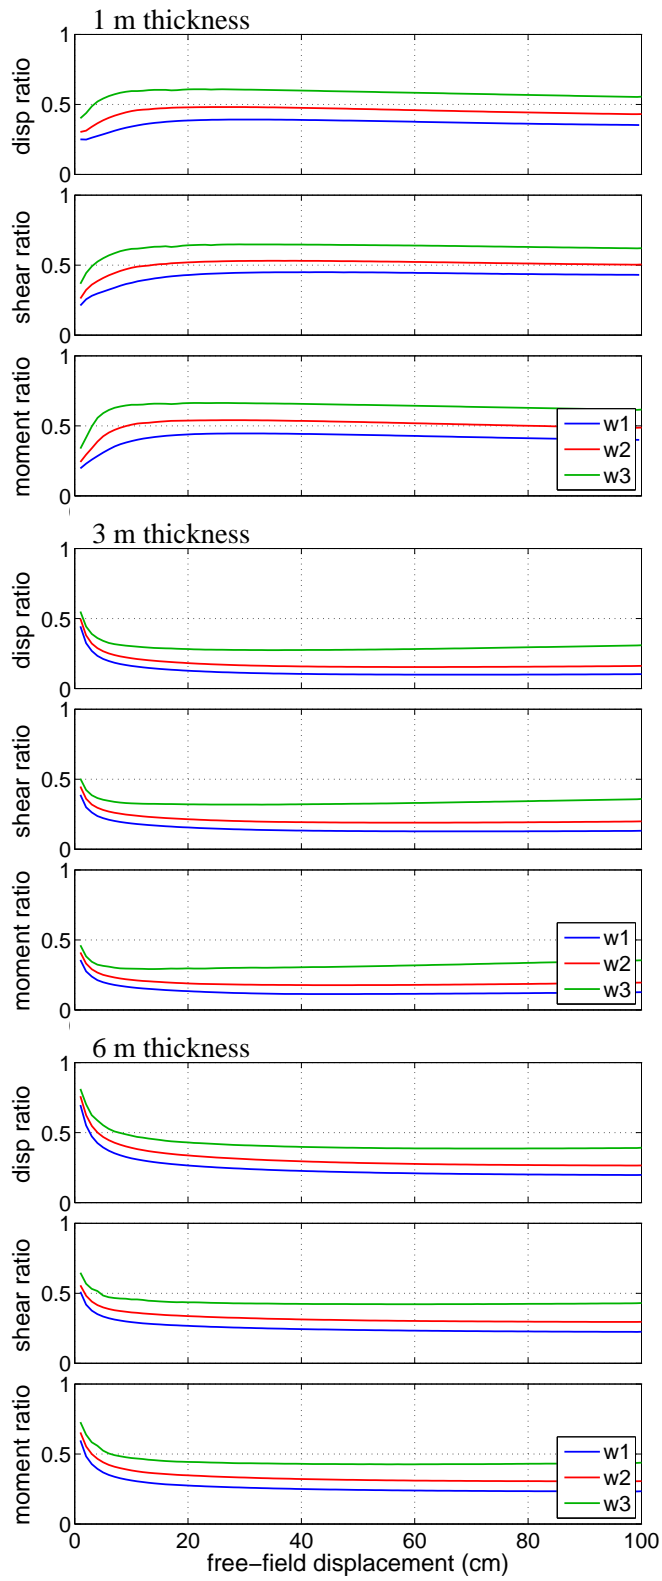 1 m thickness
1
0.5
0
disp ratio
1
0.5
0
shear ratio
1
0.5
0
moment ratio
w1
w2
w3
3 m thickness
1
0.5
0
disp ratio
1
0.5
0
shear ratio
1
0.5
0
moment ratio
w1
w2
w3
6 m thickness
1
0.5
0
disp ratio
1
0.5
0
shear ratio
1
0.5
0
moment ratio
w1
w2
w3
0 20 40 60 80 100
free−field displacement (cm)